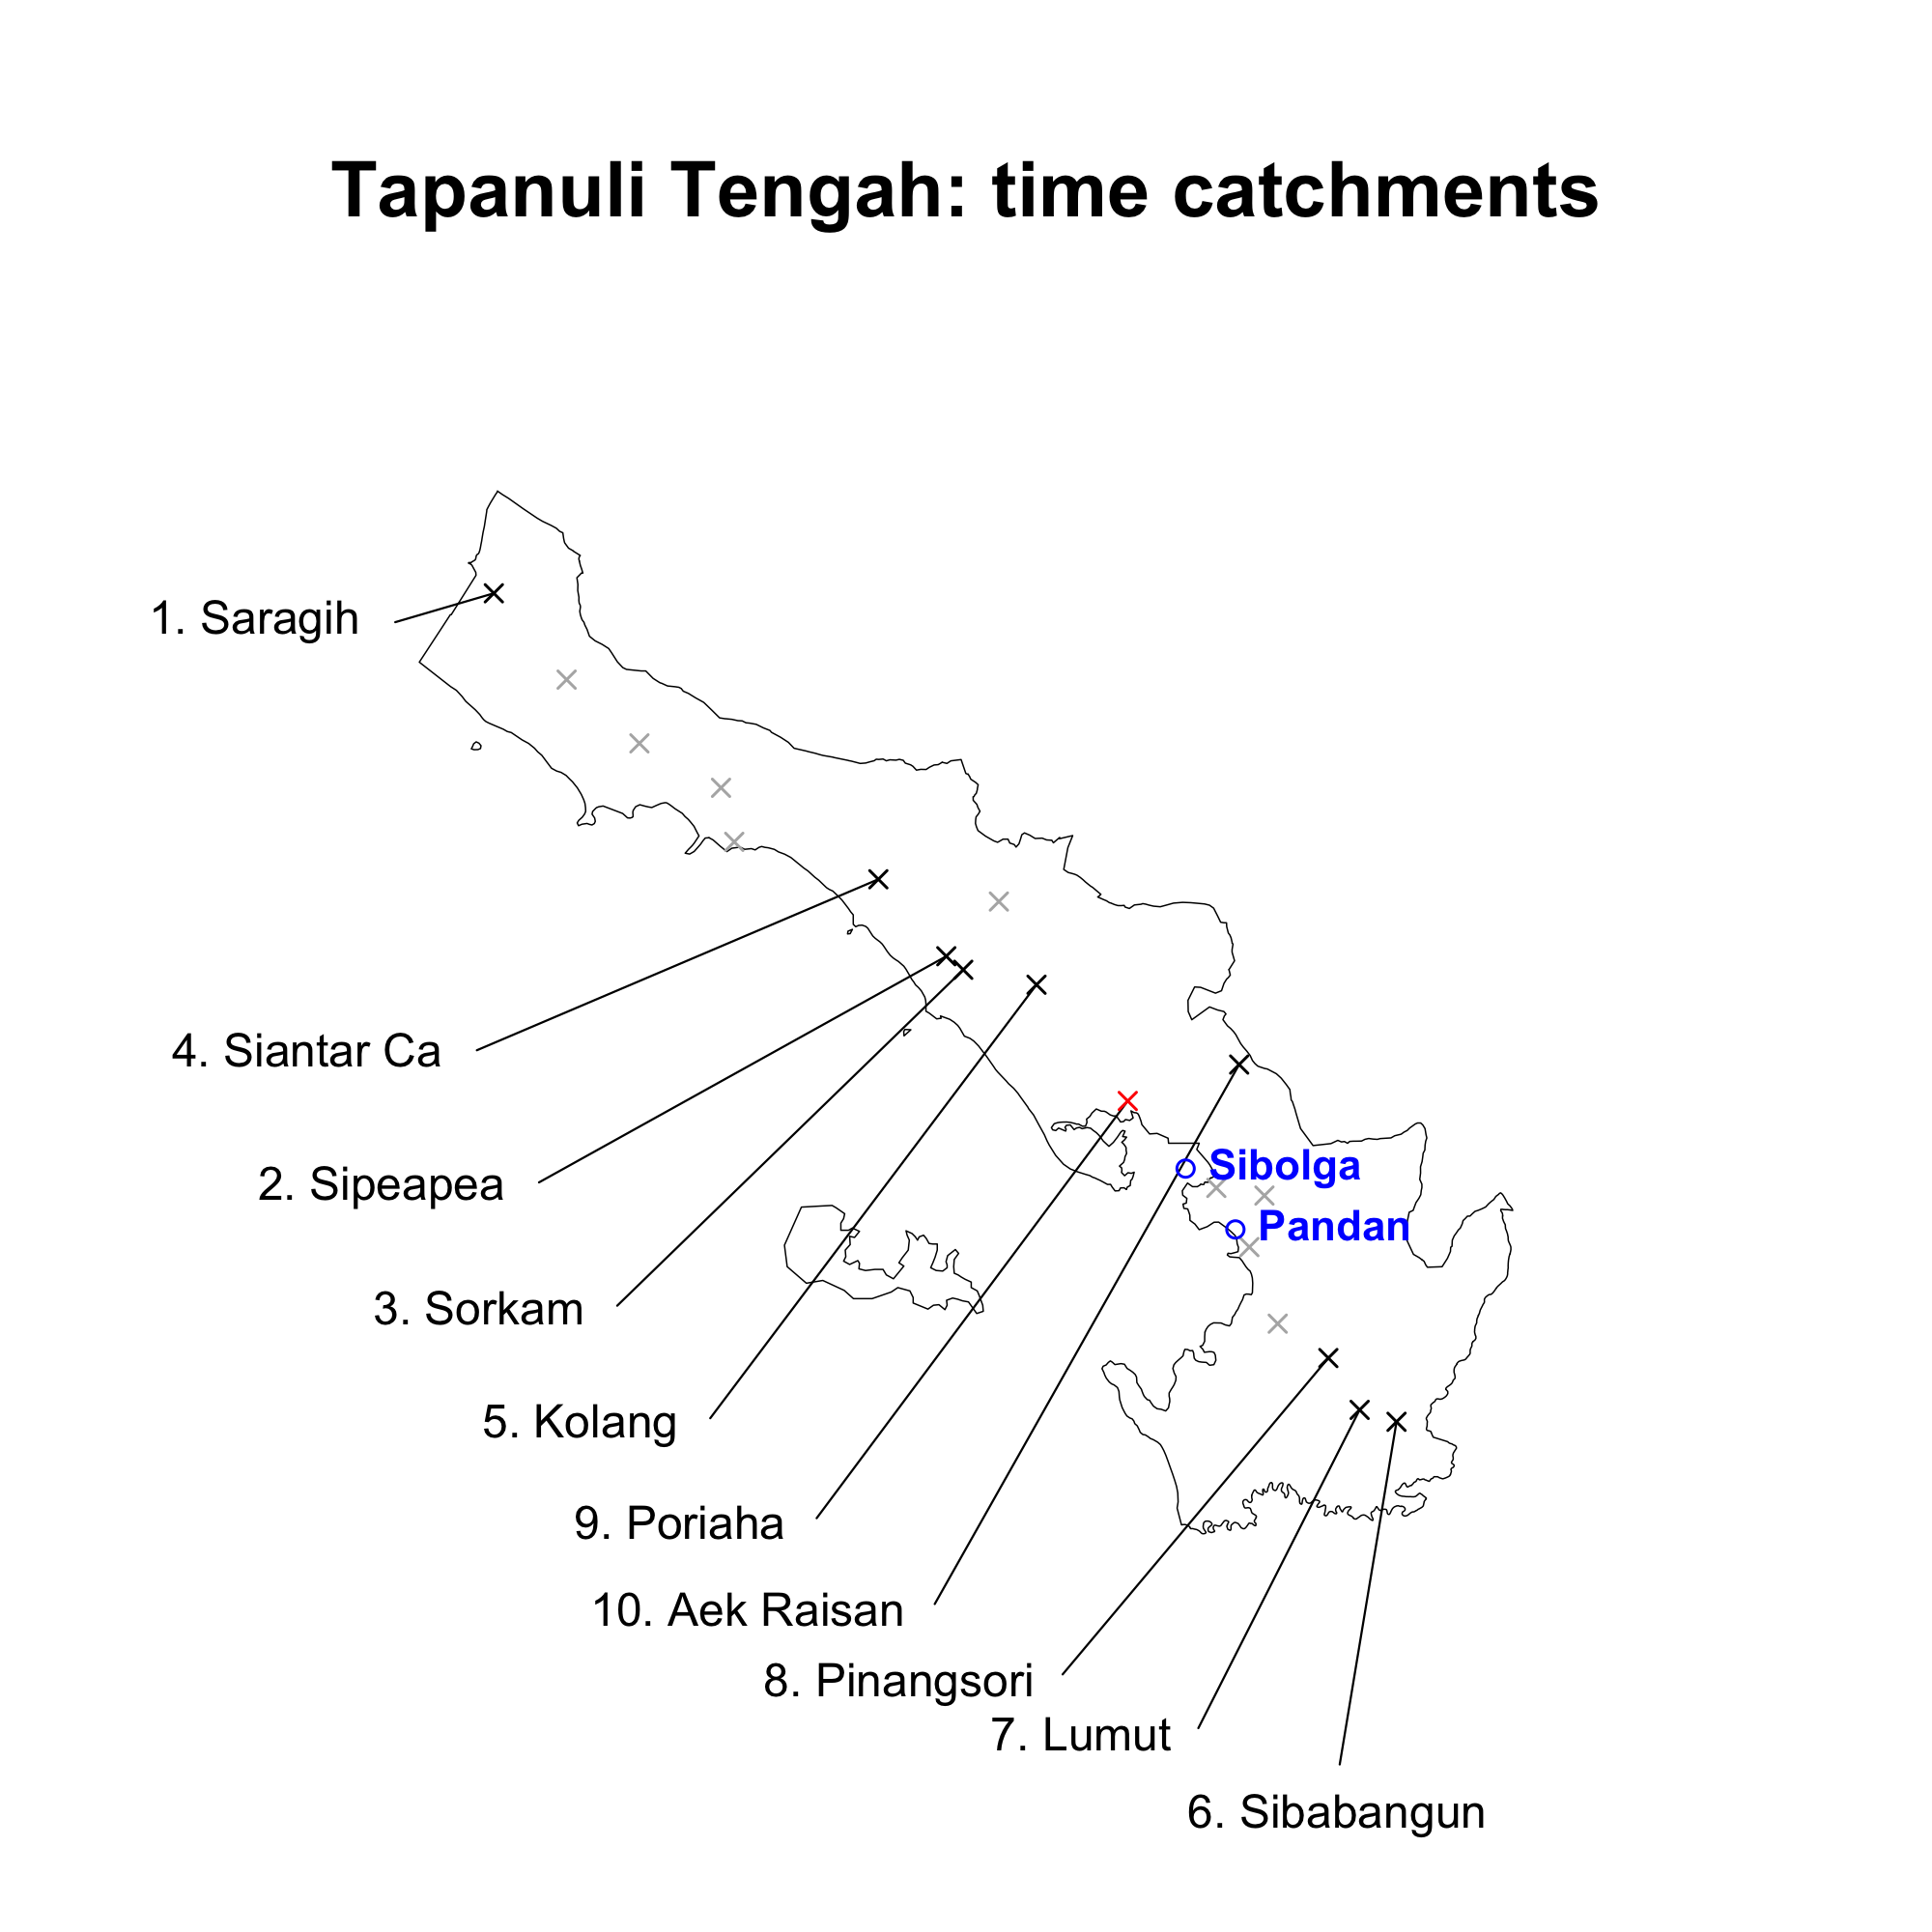 Tapanuli Tengah: time catchments
1. Saragih
4. Siantar Ca
2. Sipeapea
Sibolga
Pandan
3. Sorkam
5. Kolang
9. Poriaha
10. Aek Raisan
8. Pinangsori
7. Lumut
6. Sibabangun